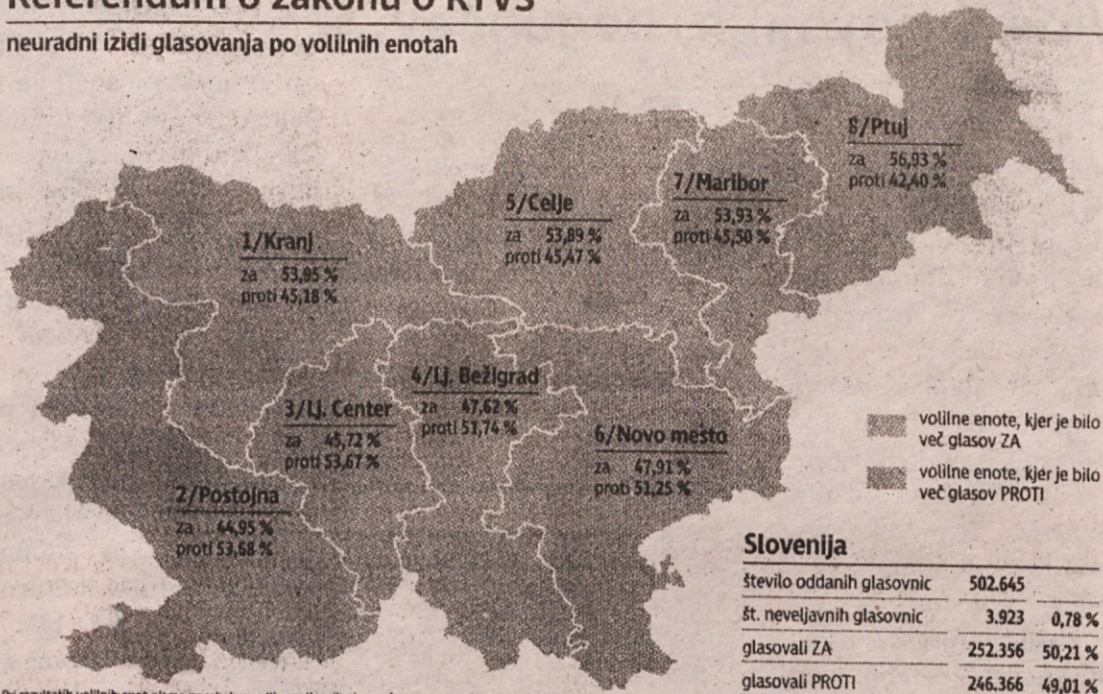 Referendum o zakonu o RTVS
neuradni izidi glasovanja po volilnih enotah
8/Ptuj
za 56,93 %
proti 42,40 %
7/Maribor
za 53,93 %
proti 45,50 %
5/Celje
za 53,89 %
proti 45,47 %
1/Kranj
za 53,95 %
proti 45,18 %
4/Lj. Bežigrad
za 47,62 %
proti 51,74 %
3/Lj. Center
za 45,72 %
proti 53,67 %
6/Novo mesto
za 47,91 %
proti 51,25 %
2/Postojna
za 44,95 %
proti 53,68 %
volilne enote, kjer je bilo
več glasov ZA
volilne enote, kjer je bilo
več glasov PROTI
Slovenija
število oddanih glasovnic 502.645
št. neveljavnih glasovnic 3.923 0,78 %
glasovali ZA 252.356 50,21 %
glasovali PROTI 246.366 49,01 %